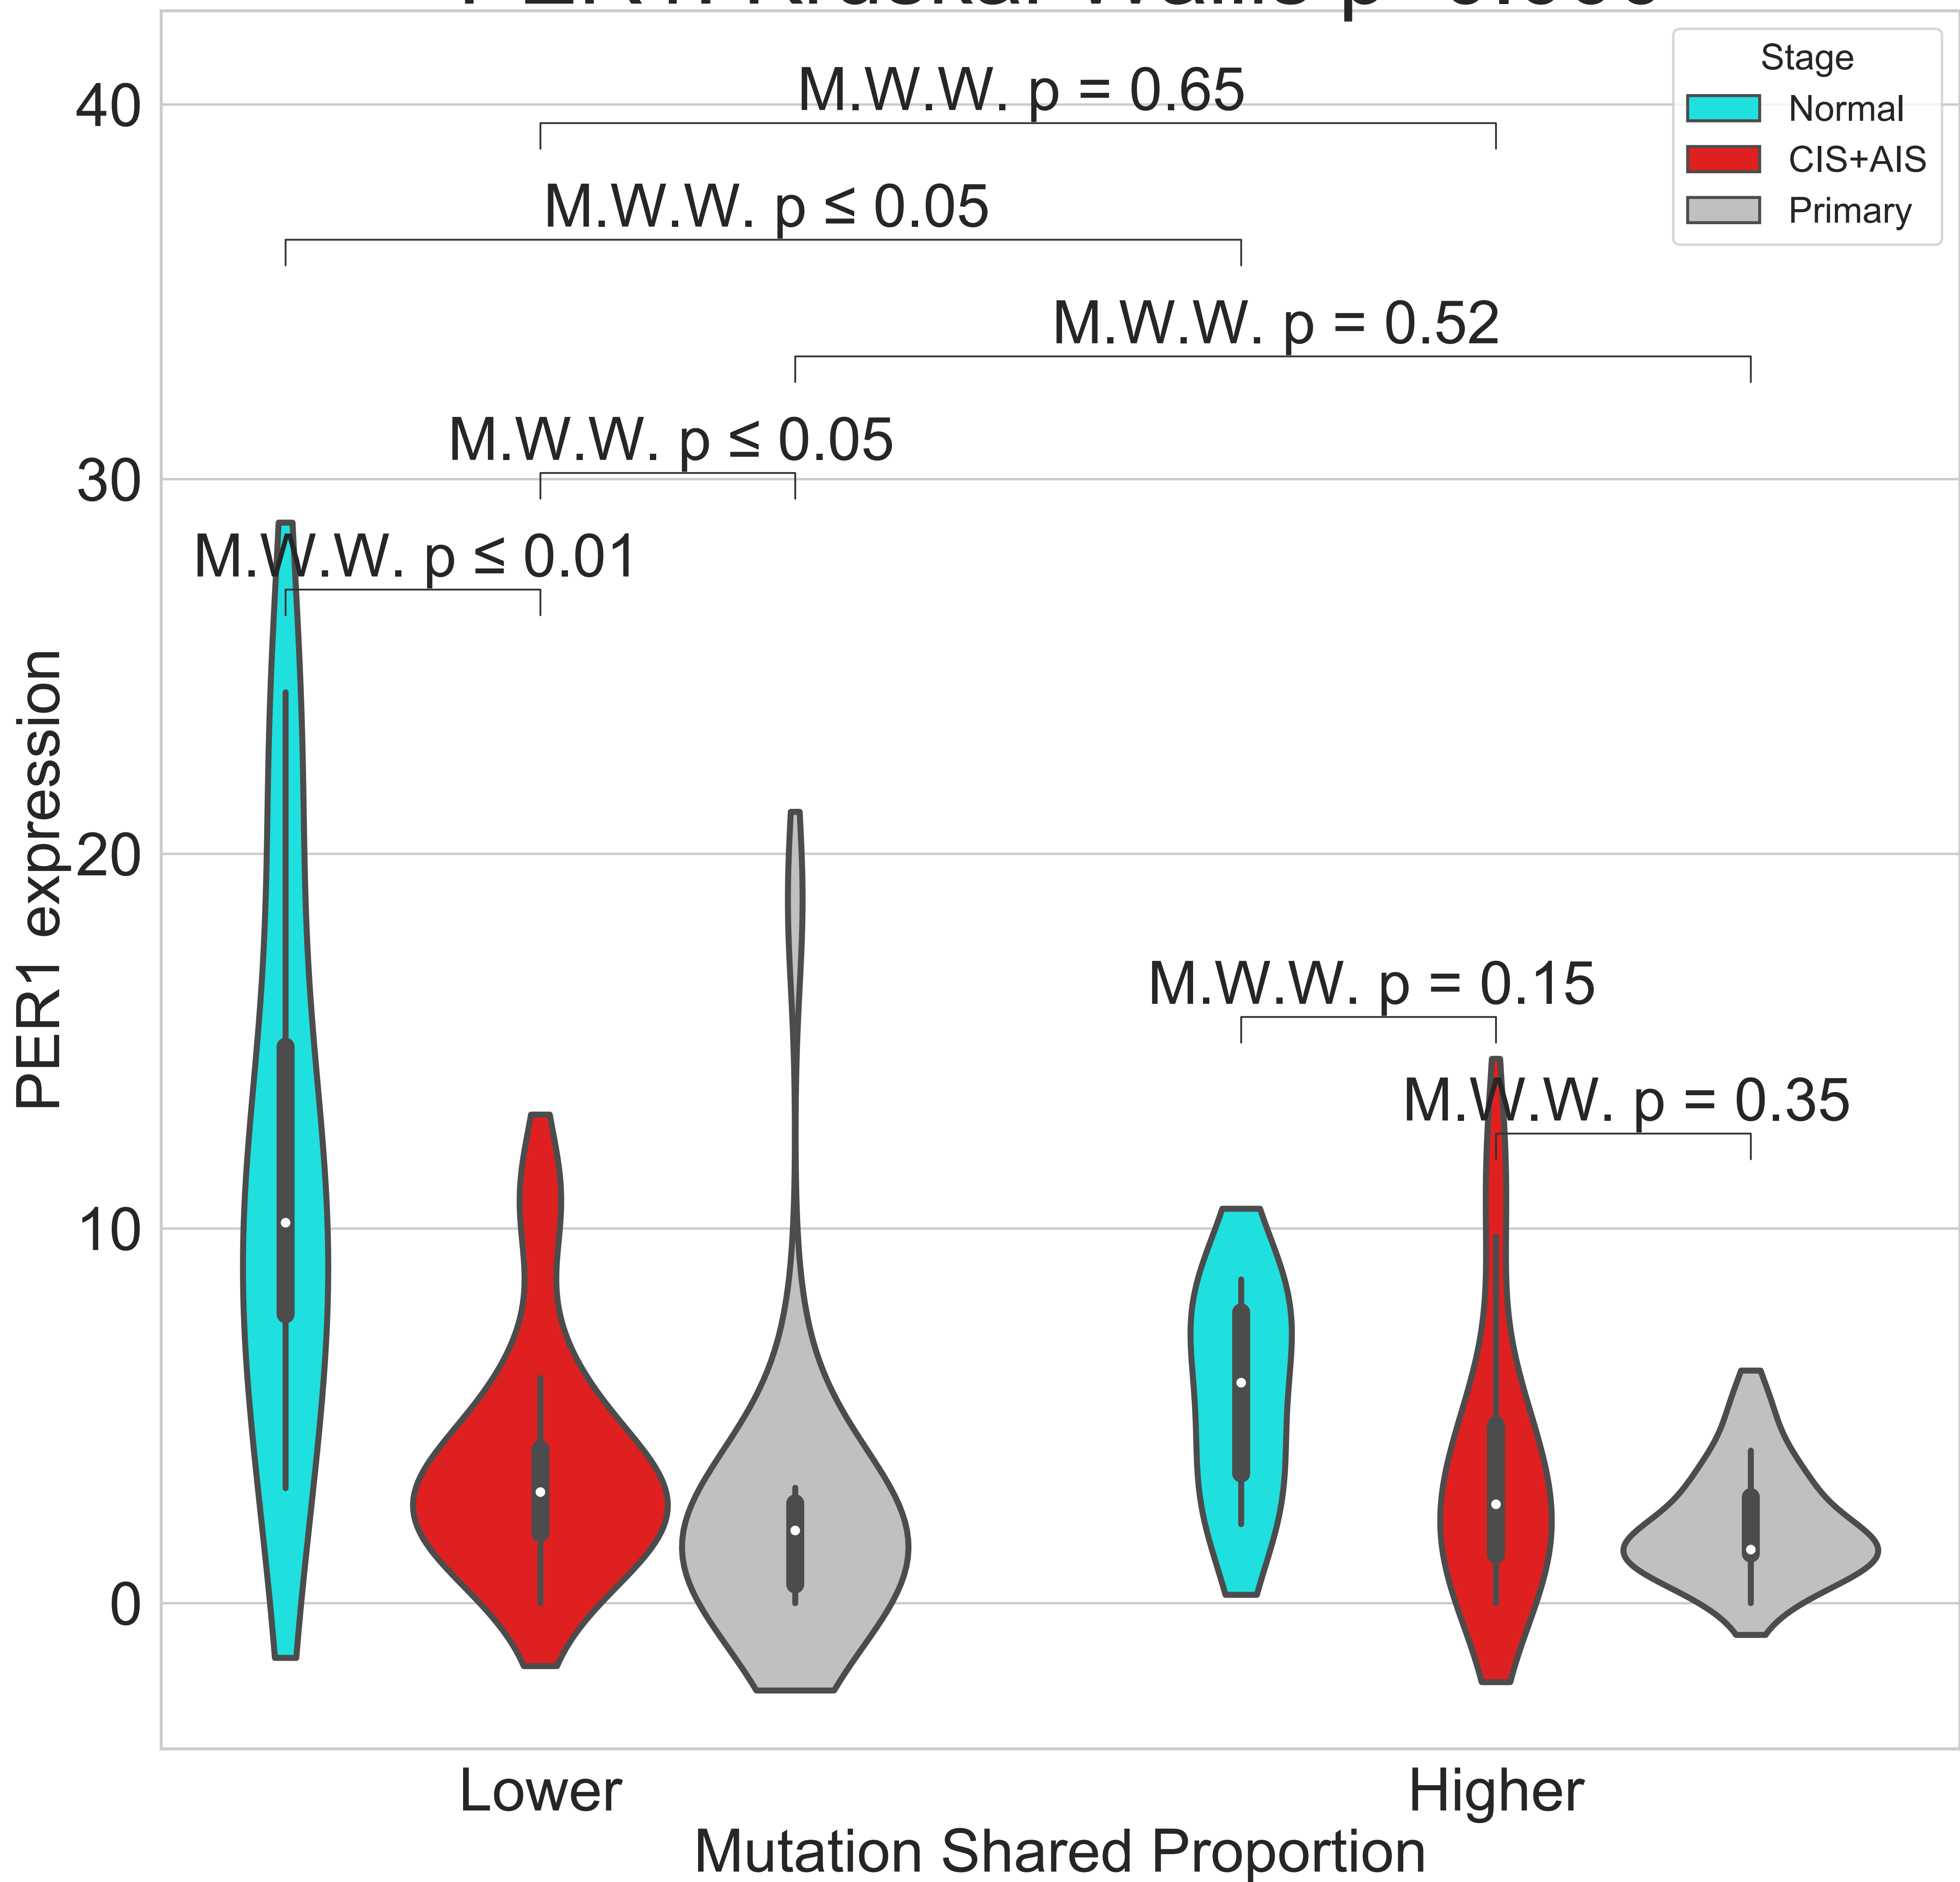 Stage
Normal
CIS+AIS
Primary
M.W.W. p = 0.65
M.W.W. p ≤ 0.05
M.W.W. p = 0.52
M.W.W. p ≤ 0.05
M.W.W. p ≤ 0.01
M.W.W. p = 0.15
M.W.W. p = 0.35
40
30
20
10
0
PER1 expression
Lower
Higher
Mutation Shared Proportion